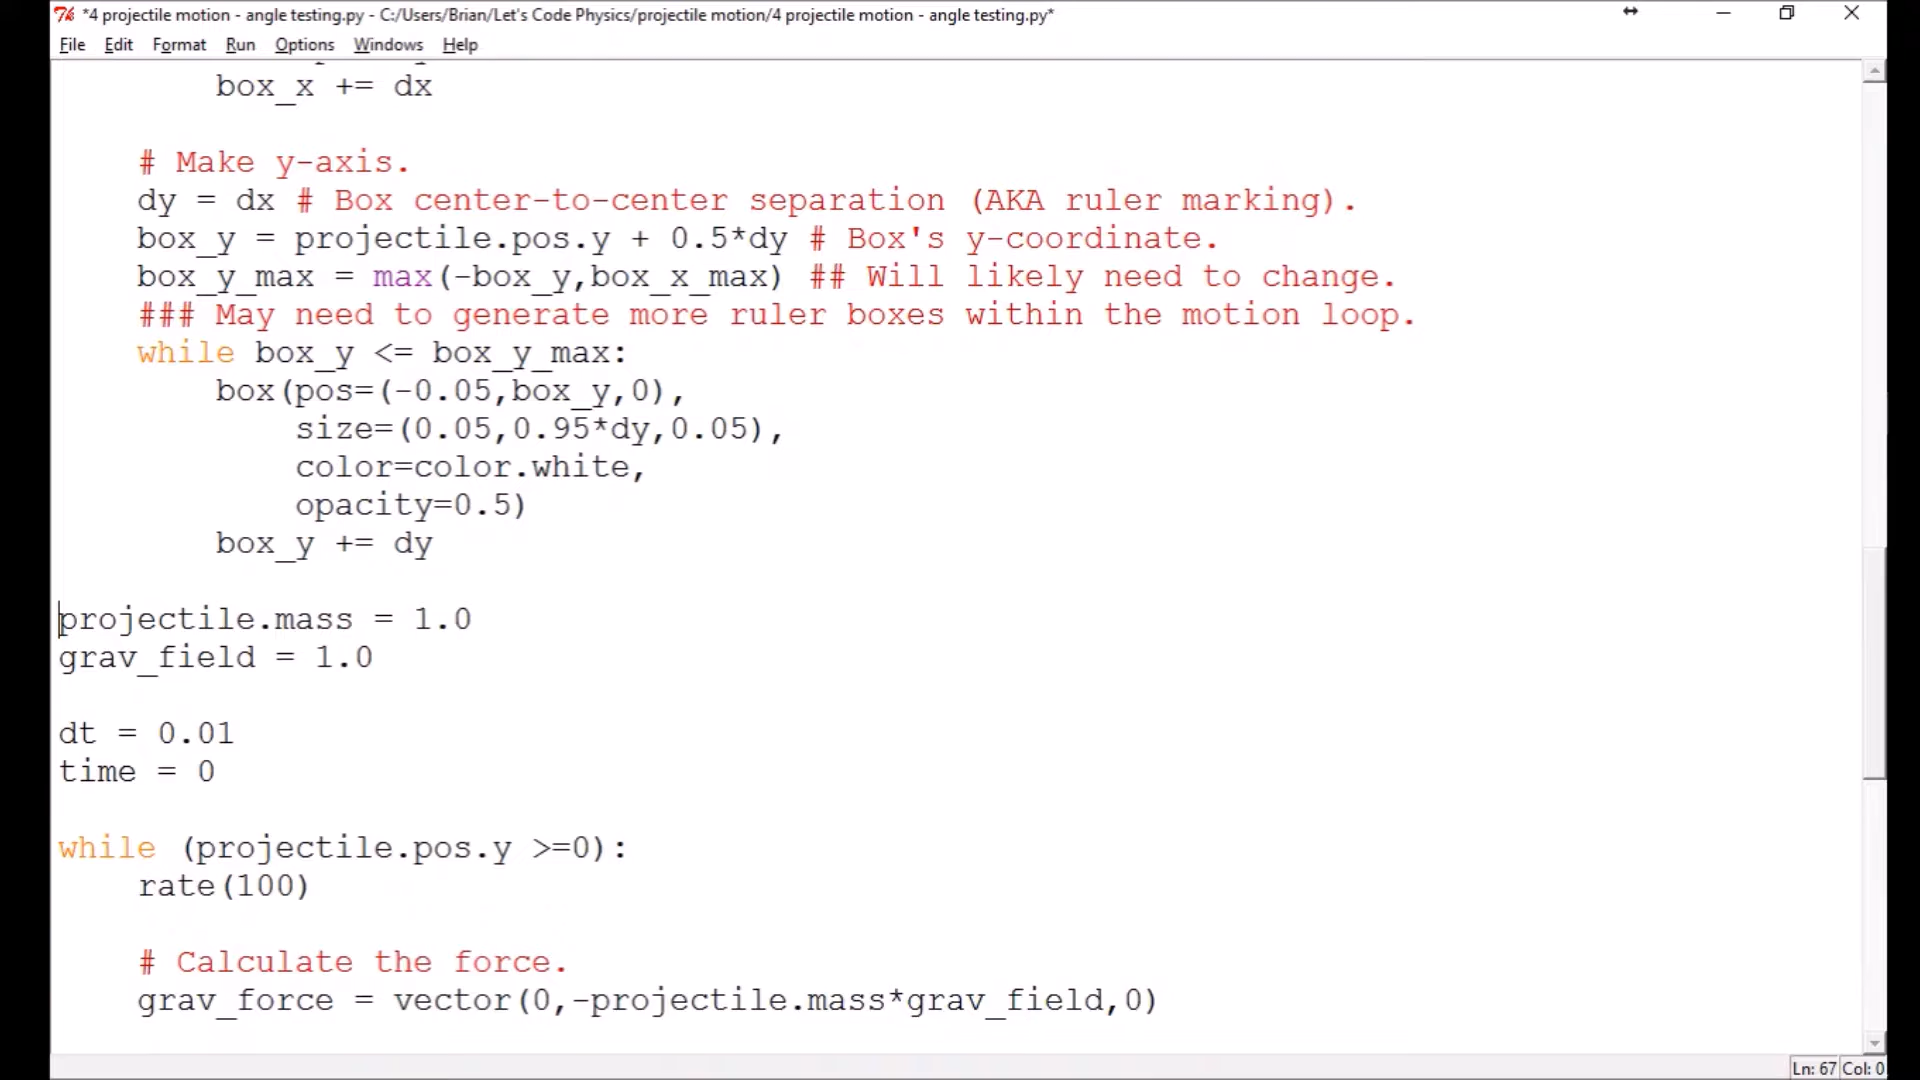 *4 projectile motion - angle testing.py - C:/Users/Brian/Let's Code Physics/projectile motion/4 projectile motion - angle testing.py*
File Edit Format Run Options Windows Help
box_x += dx
# Make y-axis.
dy = dx # Box center-to-center separation (AKA ruler marking).
box_y = projectile.pos.y + 0.5*dy # Box's y-coordinate.
box_y_max = max(-box_y,box_x_max) ## Will likely need to change.
### May need to generate more ruler boxes within the motion loop.
while box_y <= box_y_max:
box(pos=(-0.05,box_y,0),
size=(0.05,0.95*dy,0.05),
color=color.white,
opacity=0.5)
box_y += dy
projectile.mass = 1.0
grav_field = 1.0
dt = 0.01
time = 0
while (projectile.pos.y >=0):
rate(100)
# Calculate the force.
grav_force = vector(0,-projectile.mass*grav_field,0)
Ln: 67 Col: 0